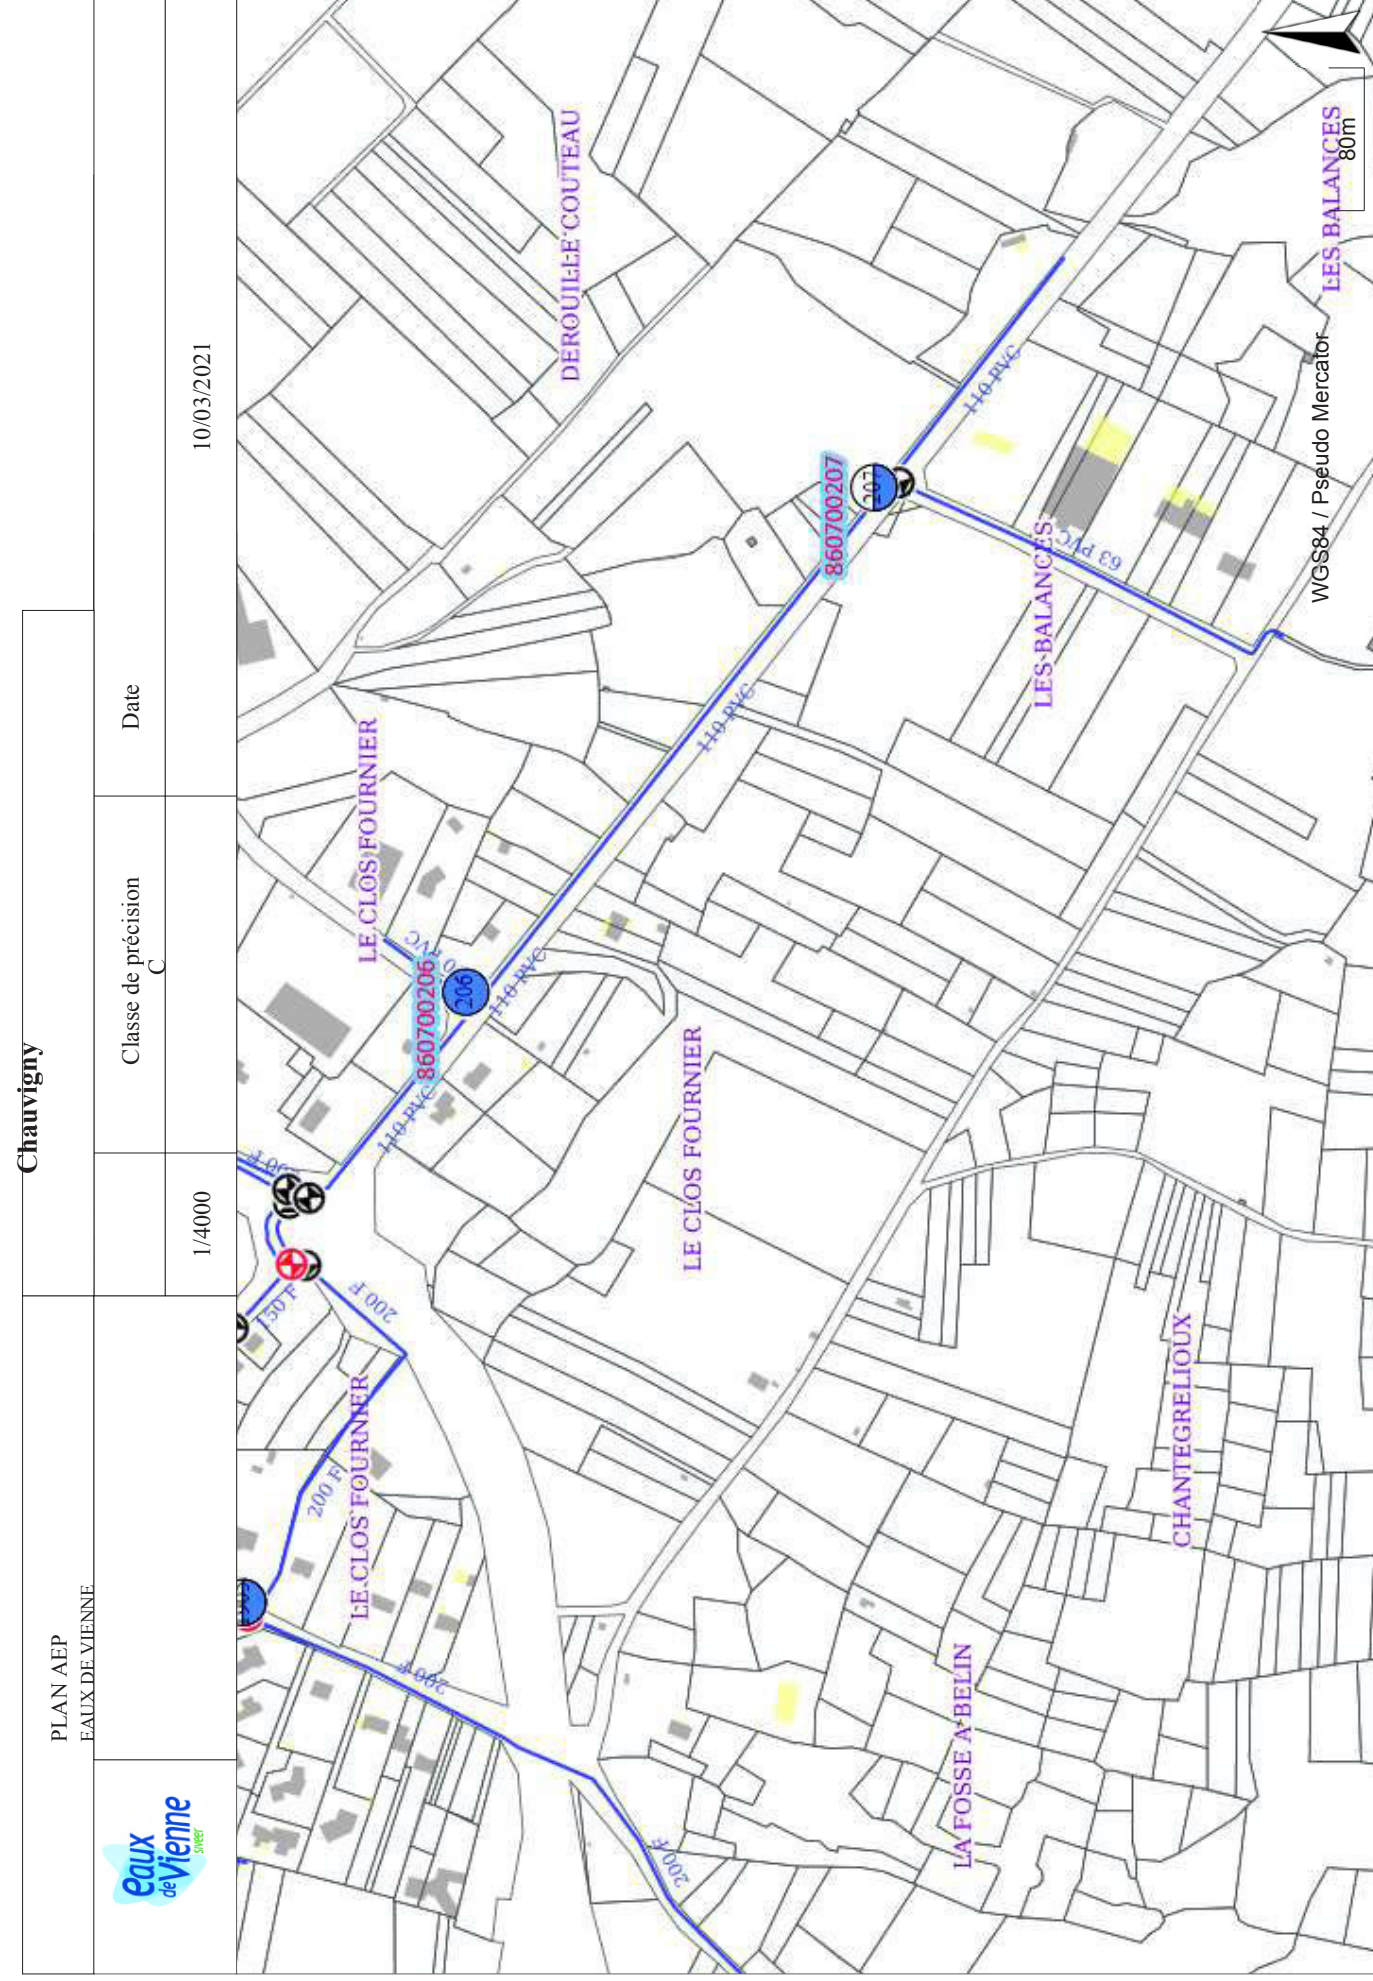 PLAN AEP
EAUX DE VIENNE
Chauvigny
eaux
de Vienne
siveer
1/4000
Classe de précision
C
Date
10/03/2021
200 F
200 F
150 F
200 F
200 F
LE CLOS FOURNIER
110 PVC
860700206
206
110 PVC
LE CLOS FOURNIER
LE CLOS FOURNIER
110 PVC
DEROUILLE COUTEAU
860700207
207
110 PVC
63 PVC
LES BALANCES
LES BALANCES
LA FOSSE A BELIN
CHANTEGRELIOUX
WGS84 / Pseudo Mercator
80m